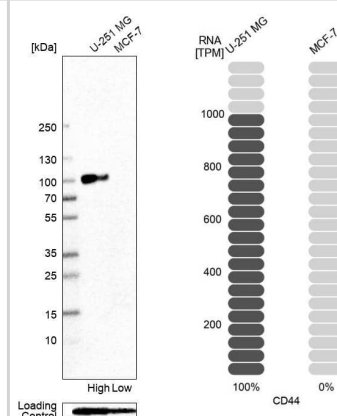 [kDa]
U-251 MG
MCF-7
250
130
100
70
55
35
25
15
10
High Low
Loading
Control
RNA
[TPM]
U-251 MG
MCF-7
1000
800
600
400
200
100%
0%
CD44